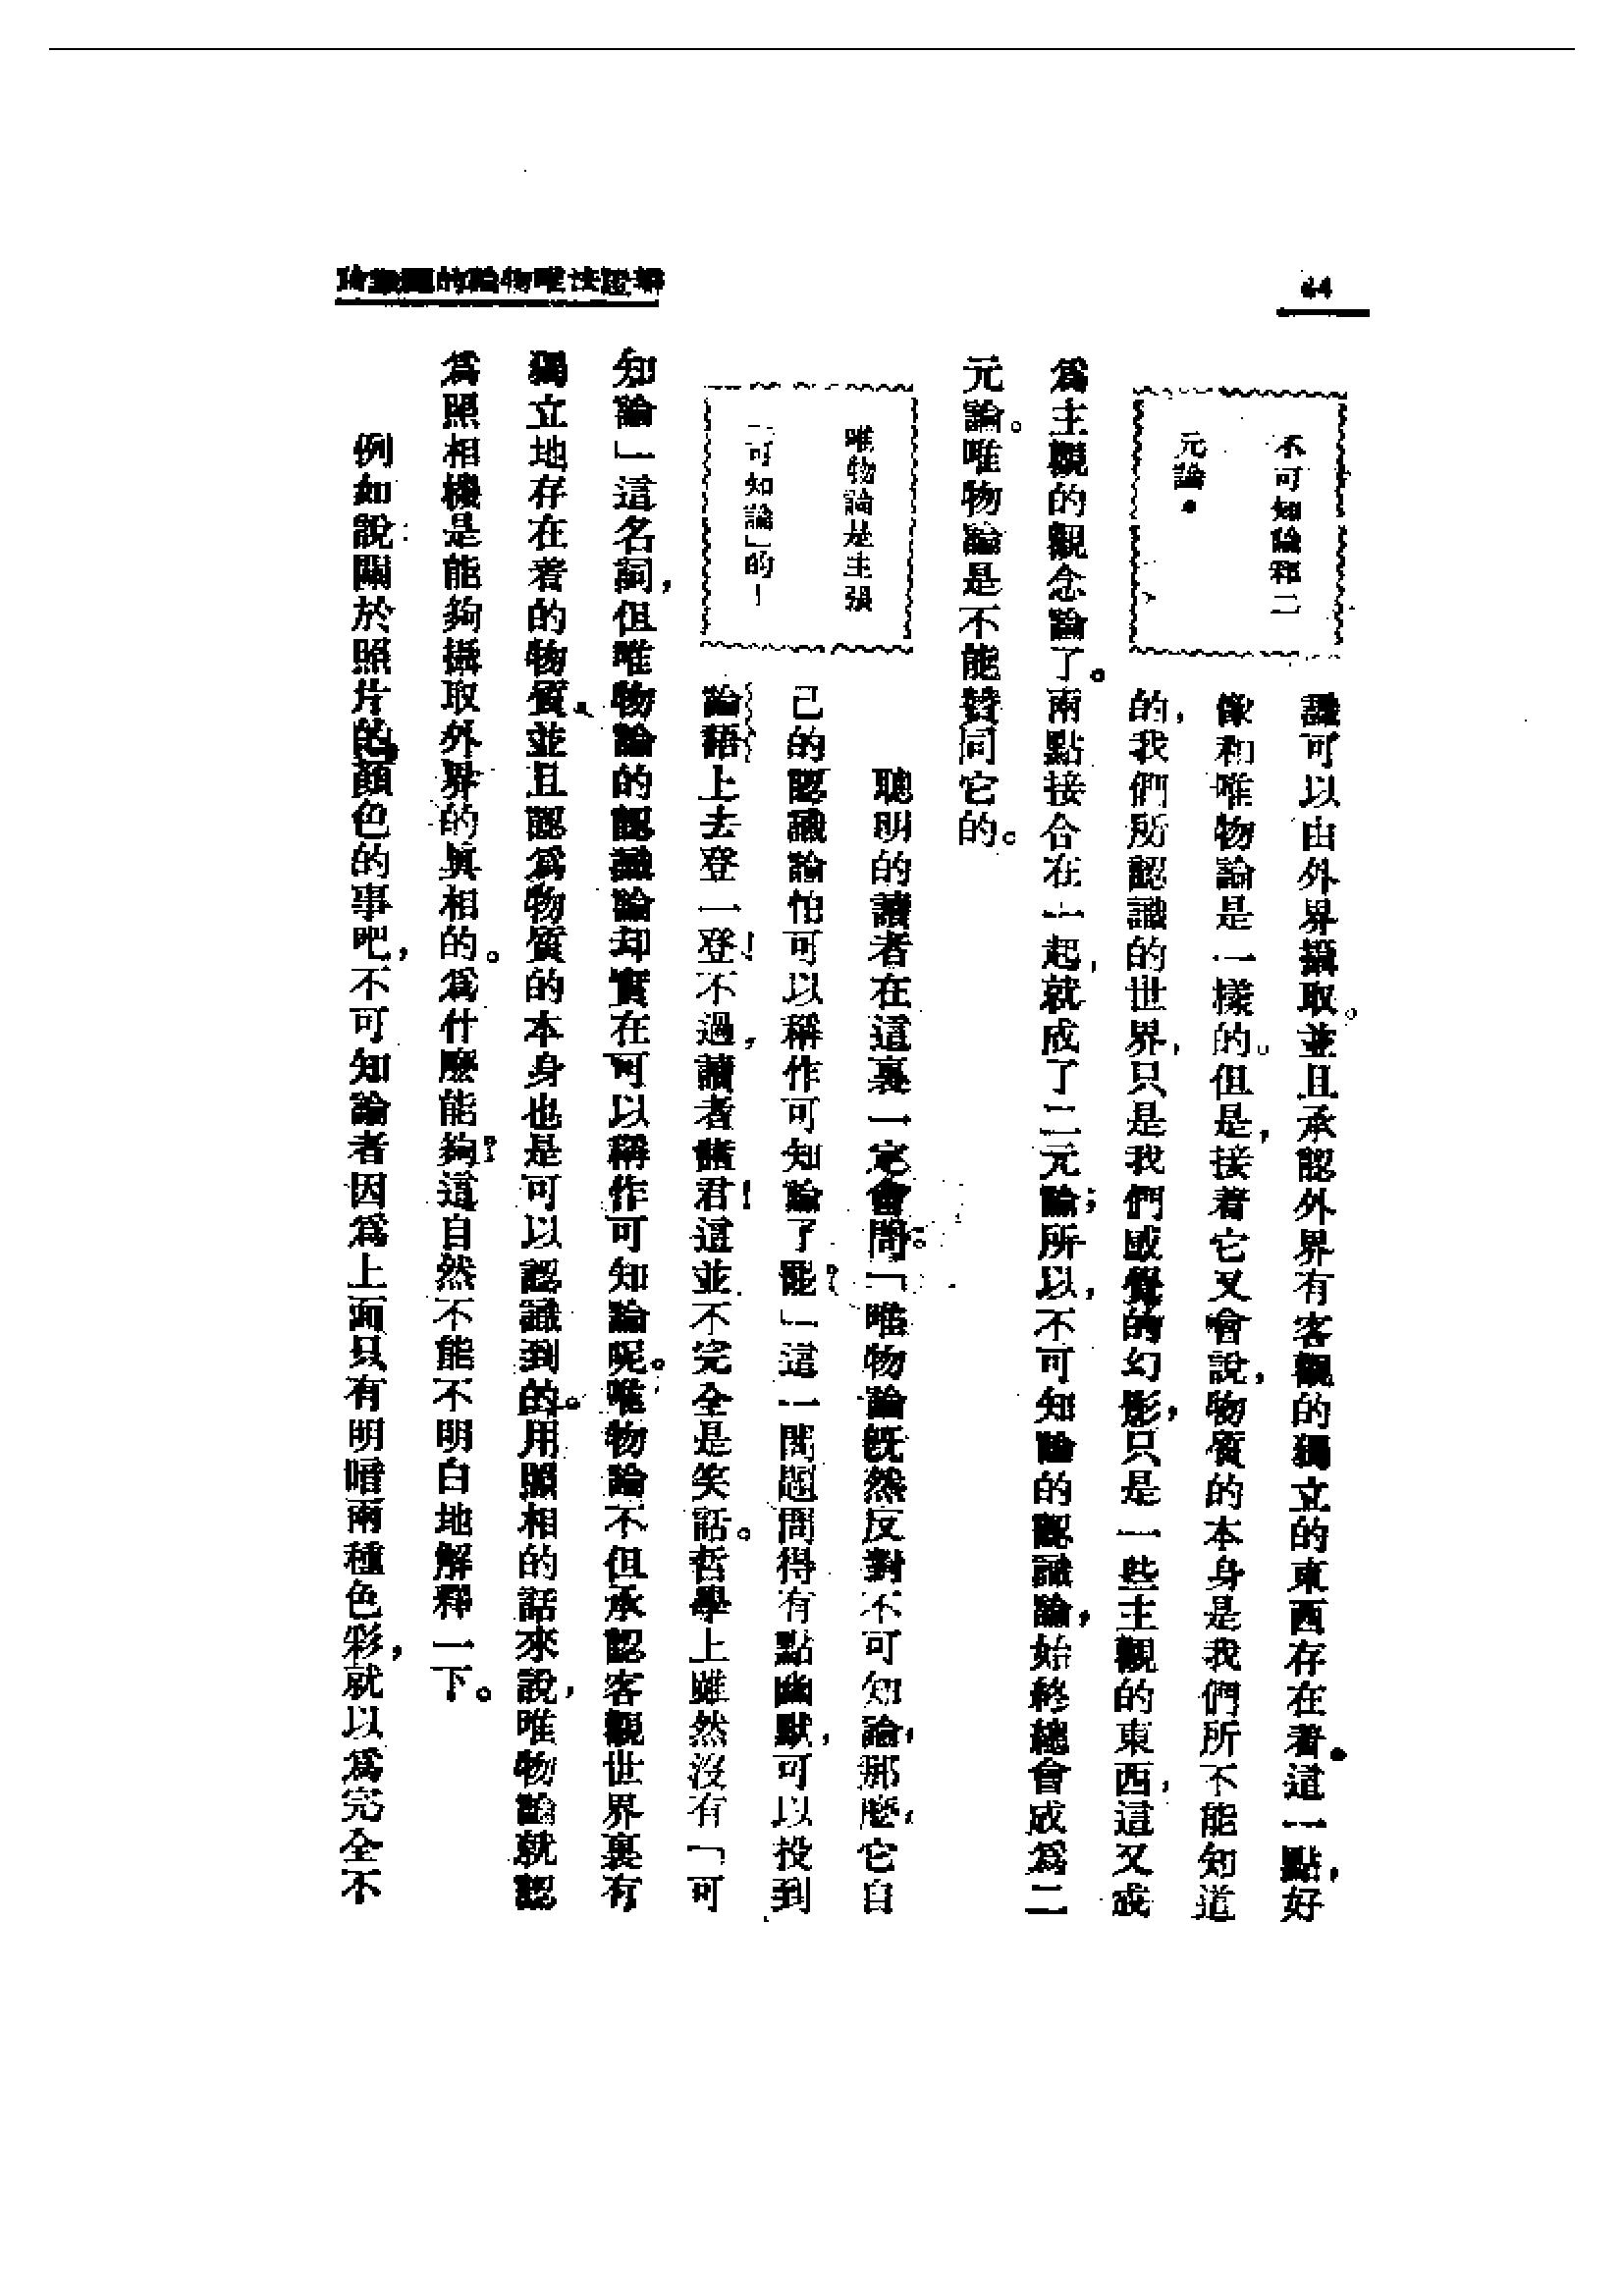 44
不可知論和二
元論。
識可以由外界攝取。並且承認外界有客觀的獨立的東西存在着。這一點，好
像和唯物論是一樣的。但是，接着它又會說，物質的本身是我們所不能知道
的，我們所認識的世界，只是我們感覺的幻影，只是一些主觀的東西，這又成
爲主觀的觀念論了。兩點接合在一起，就成了二元論；所以，不可知論的認識論，始終總會成爲二
元論。唯物論是不能贊同它的。
聰明的讀者在這裏一定會問。「唯物論旣然反對不可知論，那麽，它自
己的認識論怕可以稱作可知論了罷？」這一問題問得有點幽默，可以投到
唯物論是主張
「可知論」的！
論語上去登一登！不過，讀者諸君！這並不完全是笑話。哲學上雖然沒有「可
知論」這名詞，但唯物論的認識論却實在可以稱作可知論呢。唯物論不但承認客觀世界裏有
獨立地存在着的物質，並且認爲物質的本身也是可以認識到的。用照相的話來說，唯物論就認
爲照相機是能夠攝取外界的眞相的。爲什麽能夠？這自然不能不明白地解釋一下。
例如說：關於照片的顏色的事吧，不可知論者因爲上面只有明暗兩種色彩，就以爲完全不